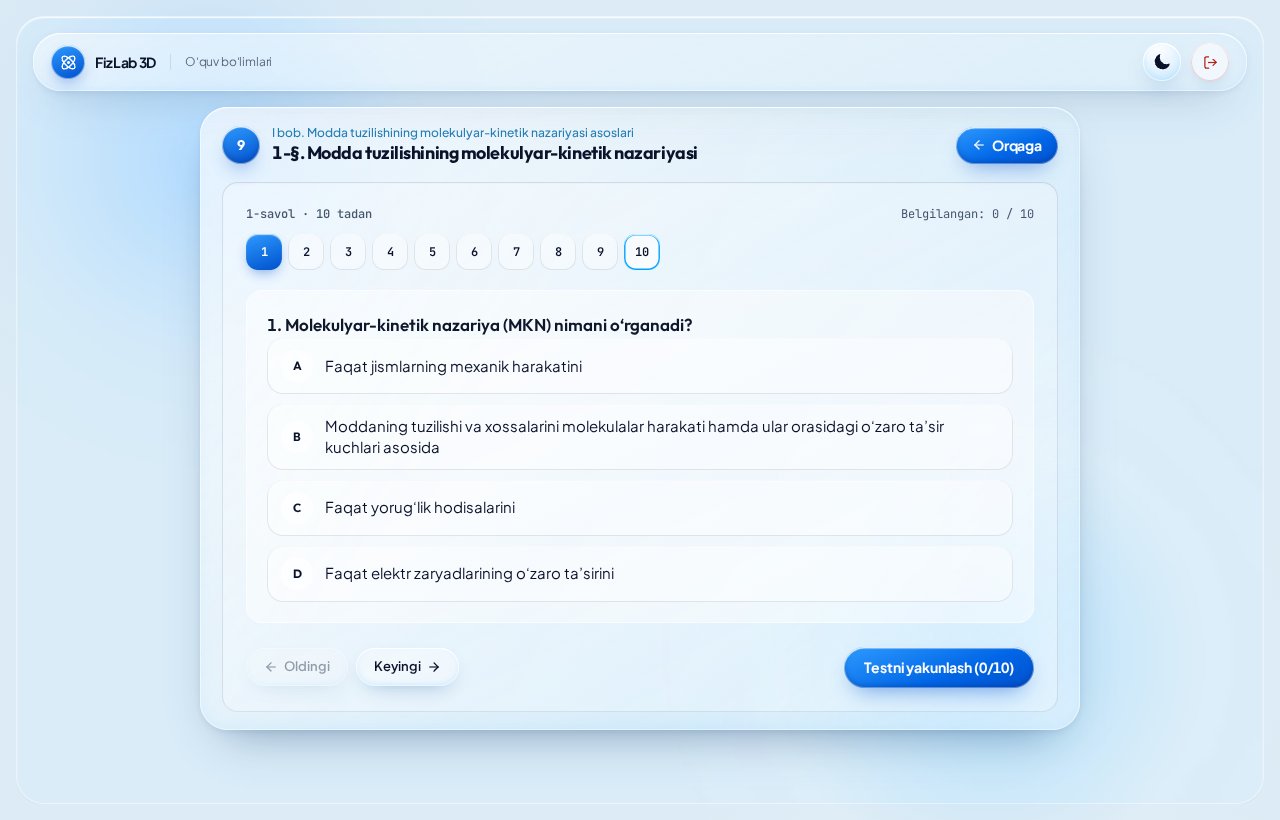 FizLab 3D
Oʻquv boʻlimlari
9
I bob. Modda tuzilishining molekulyar-kinetik nazariyasi asoslari
1-§. Modda tuzilishining molekulyar-kinetik nazariyasi
← Orqaga
1-savol · 10 tadan
Belgilangan: 0 / 10
1 2 3 4 5 6 7 8 9 10
1. Molekulyar-kinetik nazariya (MKN) nimani o‘rganadi?
A Faqat jismlarning mexanik harakatini
B Moddaning tuzilishi va xossalarini molekulalar harakati hamda ular orasidagi o‘zaro ta’sir
kuchlari asosida
C Faqat yorug‘lik hodisalarini
D Faqat elektr zaryadlarining o‘zaro ta’sirini
← Oldingi
Keyingi →
Testni yakunlash (0/10)